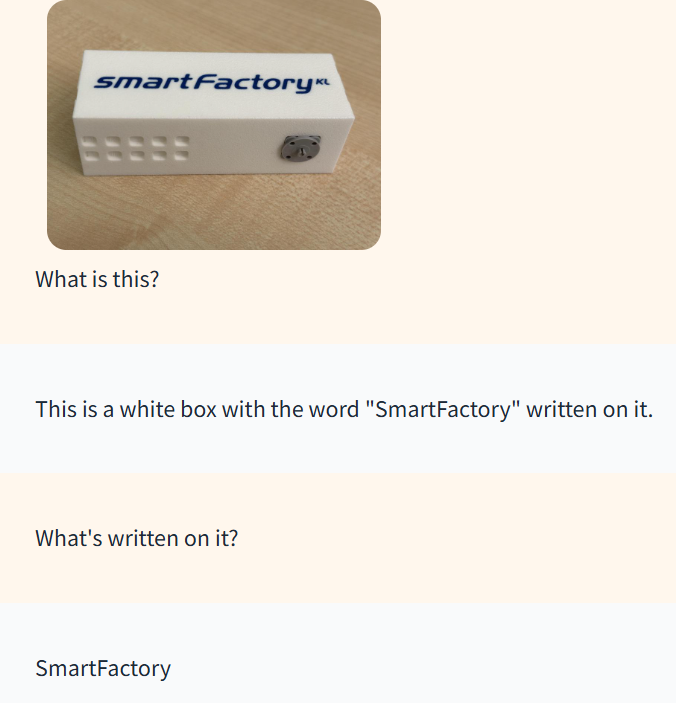 smartFactory KL
What is this?
This is a white box with the word "SmartFactory" written on it.
What's written on it?
SmartFactory